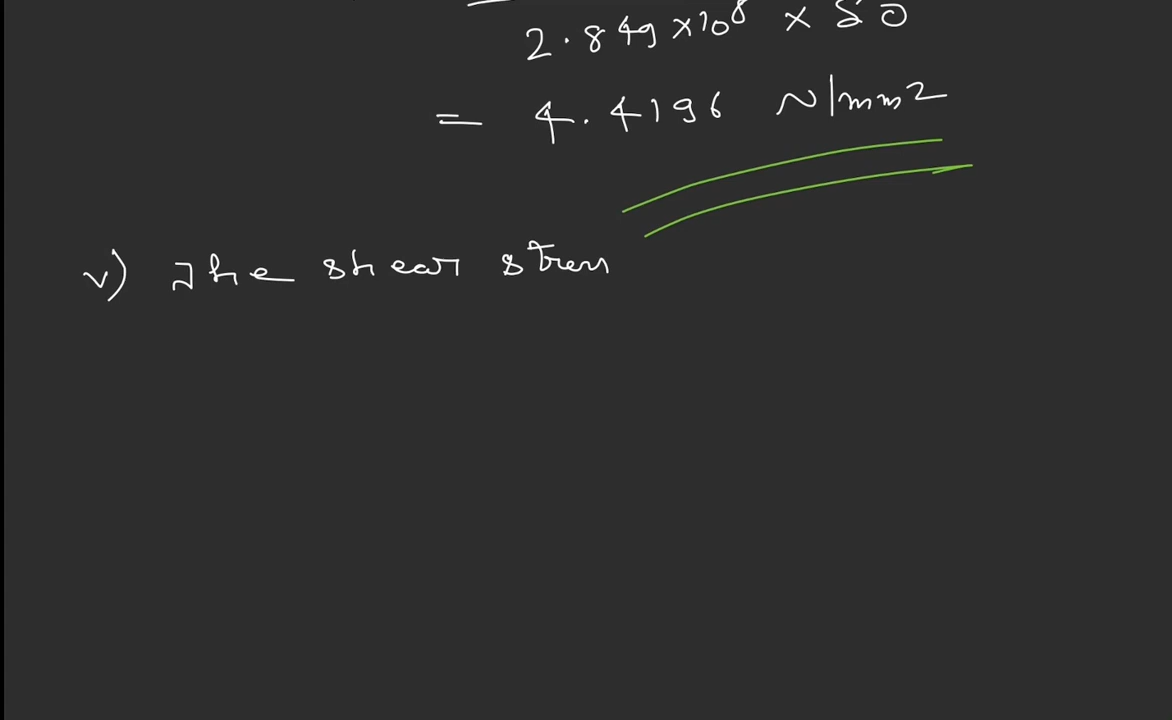 2.849 × 10⁸ × 50
= 4.4196 N/mm2
v) The shear stress